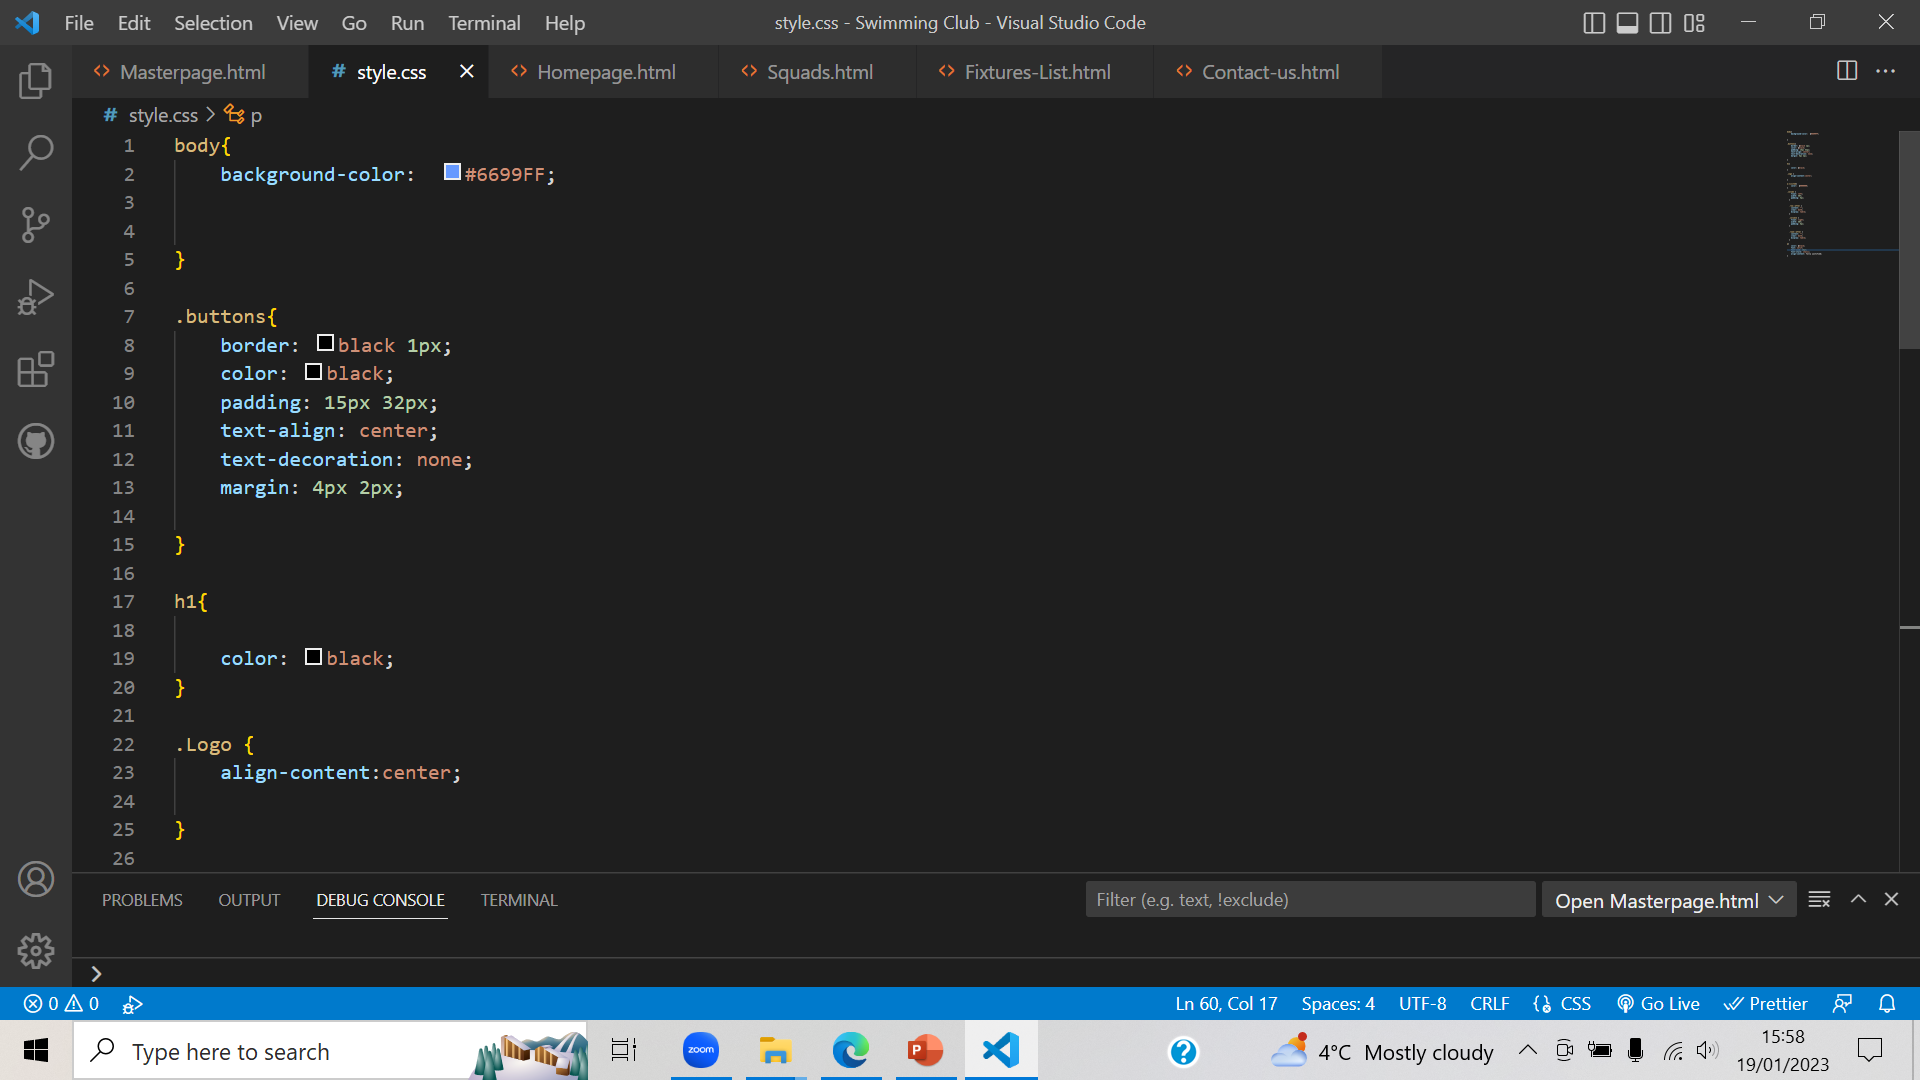 File Edit Selection View Go Run Terminal Help style.css - Swimming Club - Visual Studio Code
Masterpage.html # style.css Homepage.html Squads.html Fixtures-List.html Contact-us.html
# style.css > p
1 body{
2 background-color: #6699FF;
3
4
5 }
6
7 .buttons{
8 border: black 1px;
9 color: black;
10 padding: 15px 32px;
11 text-align: center;
12 text-decoration: none;
13 margin: 4px 2px;
14
15 }
16
17 h1{
18
19 color: black;
20 }
21
22 .Logo {
23 align-content:center;
24
25 }
26
PROBLEMS OUTPUT DEBUG CONSOLE TERMINAL Filter (e.g. text, !exclude) Open Masterpage.html
0 0 Ln 60, Col 17 Spaces: 4 UTF-8 CRLF CSS Go Live Prettier
Type here to search zoom P ? 4°C Mostly cloudy 15:58
19/01/2023